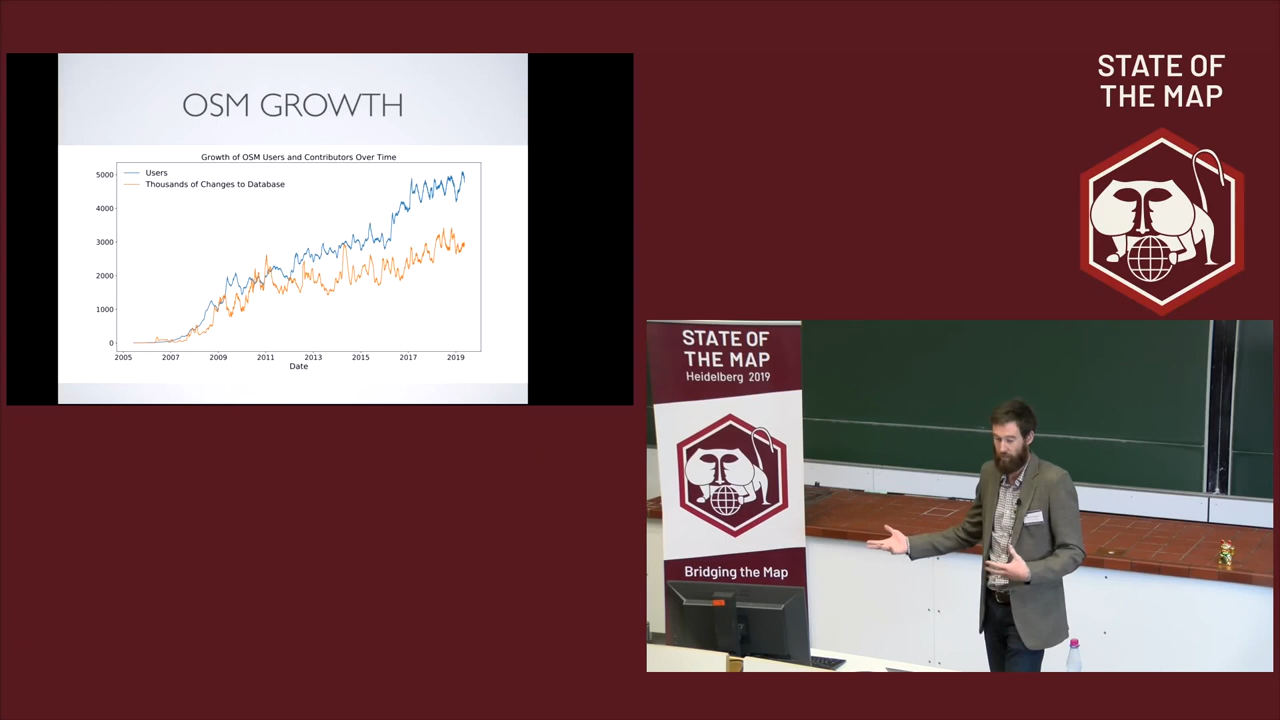 OSM GROWTH
Growth of OSM Users and Contributors Over Time
Users
Thousands of Changes to Database
5000
4000
3000
2000
1000
0
2005 2007 2009 2011 2013 2015 2017 2019
Date
STATE OF
THE MAP
STATE OF
THE MAP
Heidelberg 2019
Bridging the Map